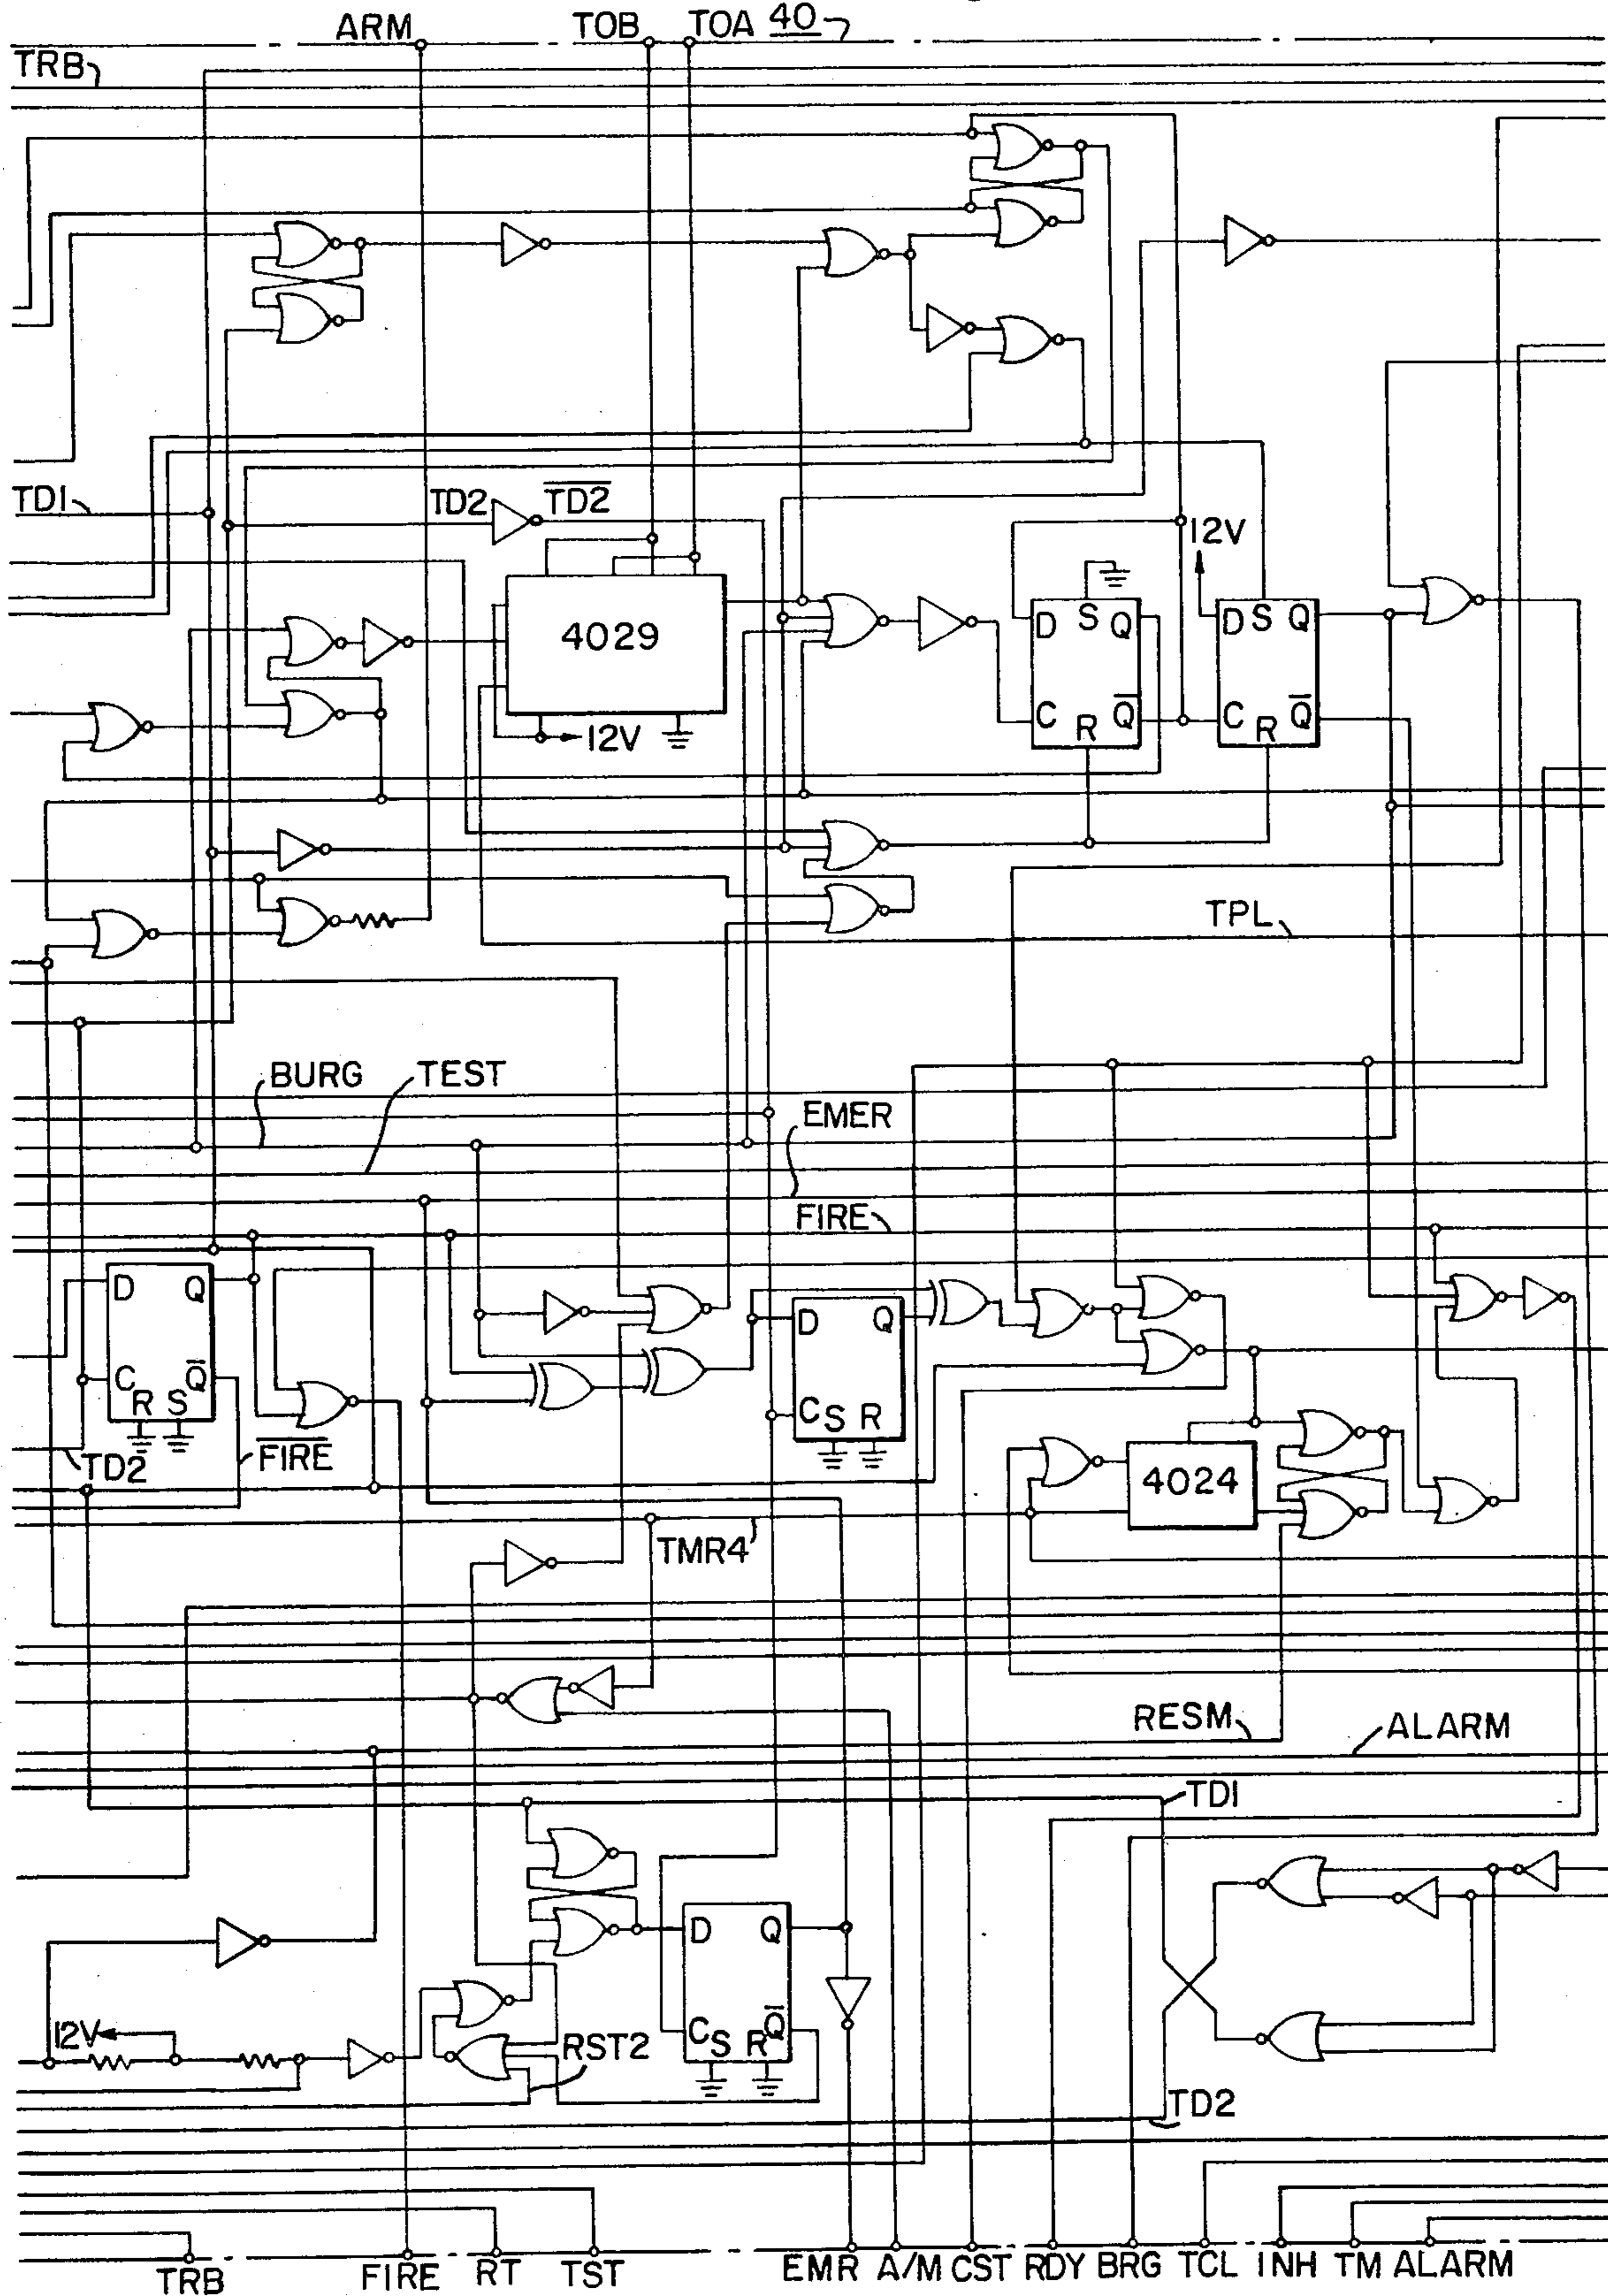 ARM TOB TOA 40
TRB
TD1 TD2 TD2
12V
4029
D S Q
D S Q
C R Q
C R Q
12V
TPL
BURG TEST
EMER
FIRE
D Q
D Q
C R S Q
C S R
TD2 FIRE
4024
TMR4
RESM ALARM
TD1
D Q
12V
C S R Q
RST2
TD2
TRB FIRE RT TST EMR A/M CST RDY BRG TCL INH TM ALARM